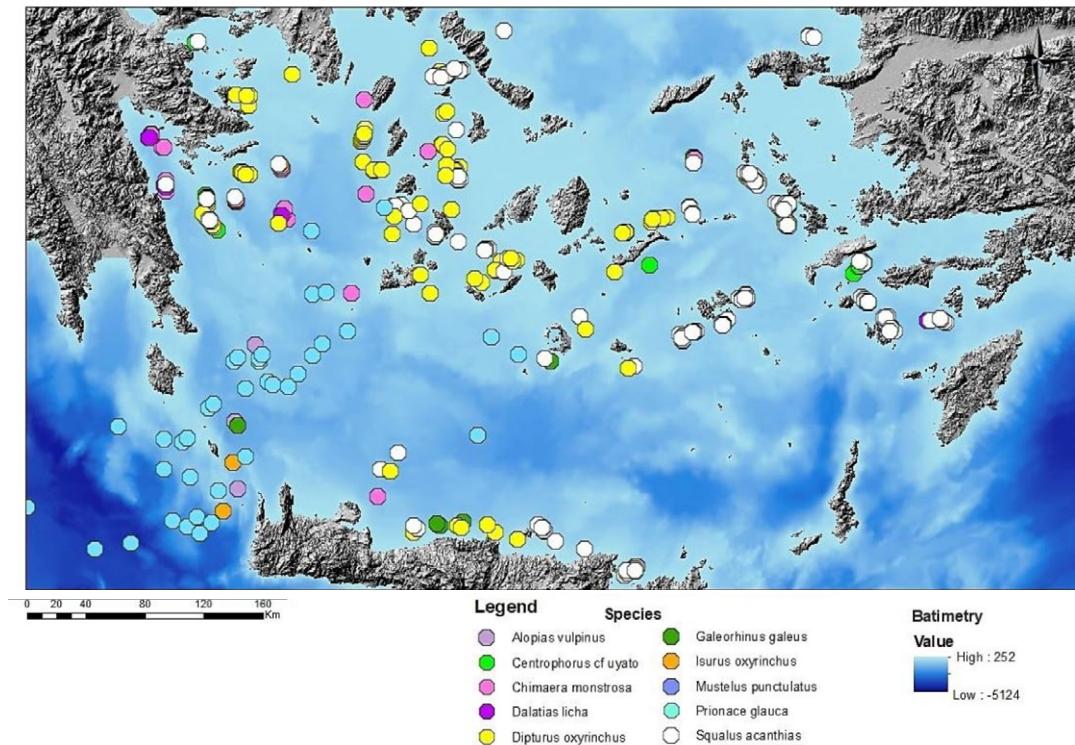 0 10 20 40 80 120 160
Km
Legend
Species
Alopias vulpinus
Centrophorus cf uyato
Chimaera monstrosa
Dalatias licha
Dipturus oxyrinchus
Galeorhinus galeus
Isurus oxyrinchus
Mustelus punctulatus
Prionace glauca
Squalus acanthias
Batimetry
Value
High : 252
Low : -5124